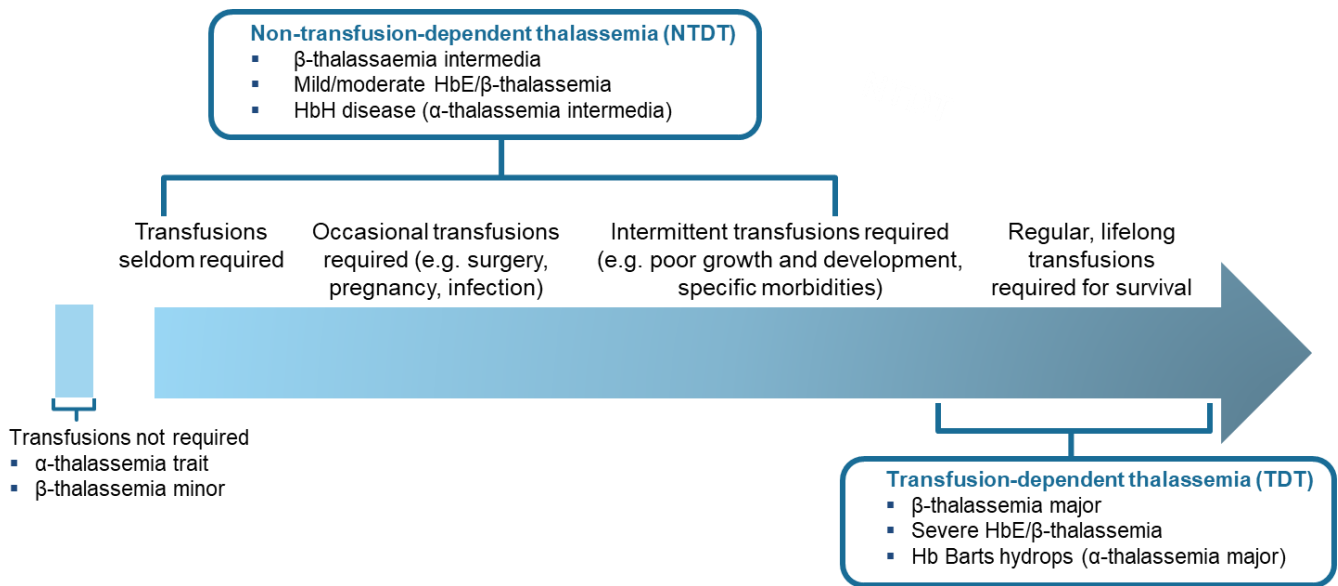 Non-transfusion-dependent thalassemia (NTDT)
▪ β-thalassaemia intermedia
▪ Mild/moderate HbE/β-thalassemia
▪ HbH disease (α-thalassemia intermedia)
Transfusions
seldom required
Occasional transfusions
required (e.g. surgery,
pregnancy, infection)
Intermittent transfusions required
(e.g. poor growth and development,
specific morbidities)
Regular, lifelong
transfusions
required for survival
Transfusions not required
▪ α-thalassemia trait
▪ β-thalassemia minor
Transfusion-dependent thalassemia (TDT)
▪ β-thalassemia major
▪ Severe HbE/β-thalassemia
▪ Hb Barts hydrops (α-thalassemia major)